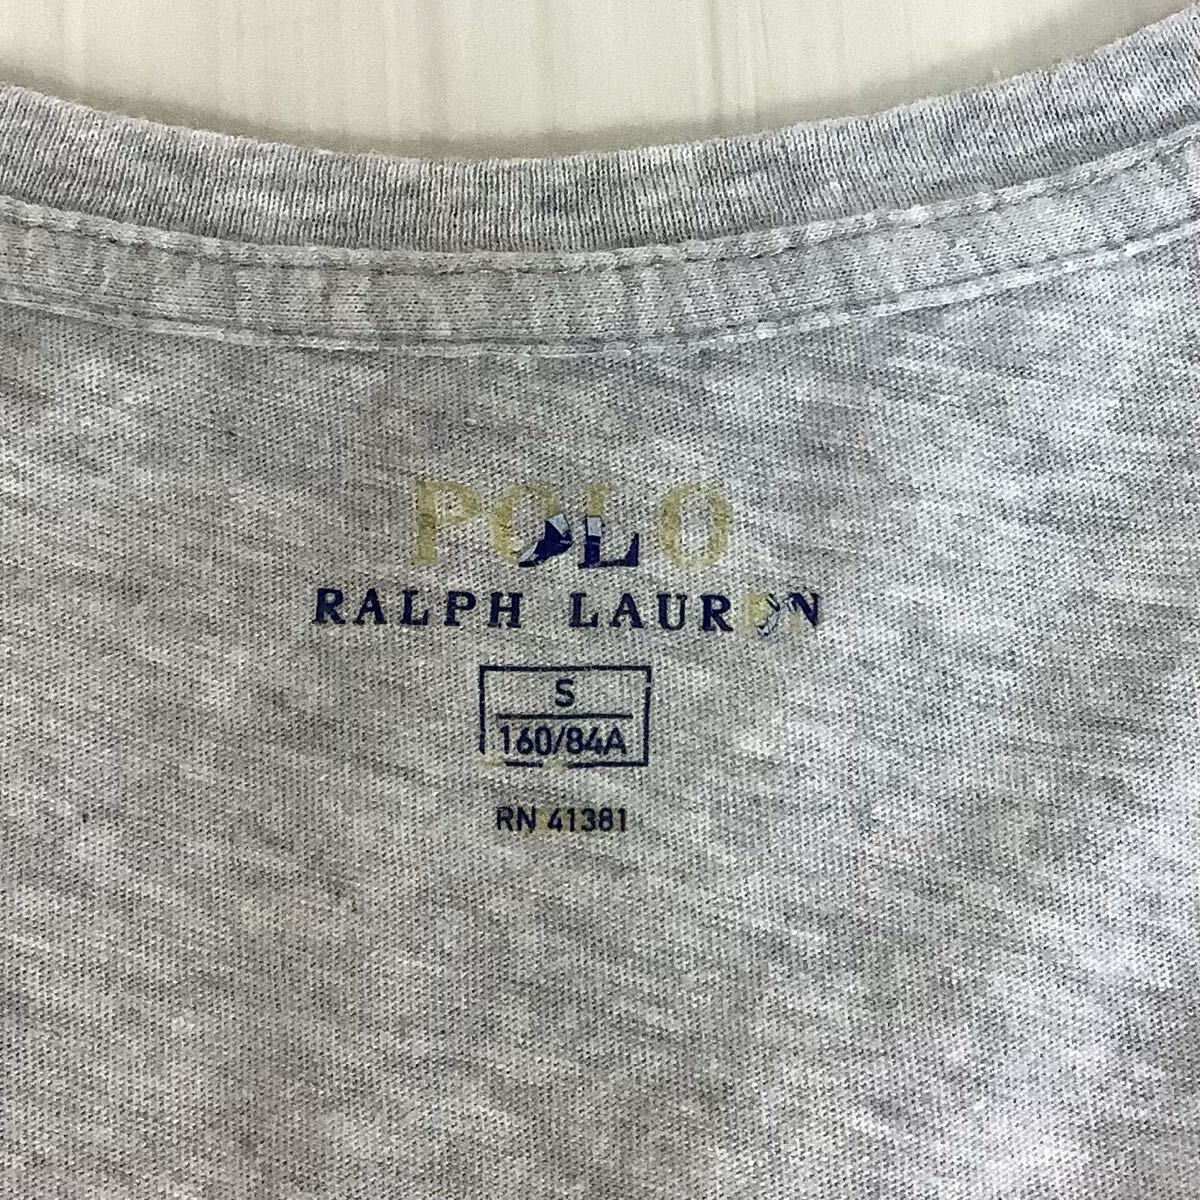 POLO
RALPH LAUREN
S
160/84A
RN 41381